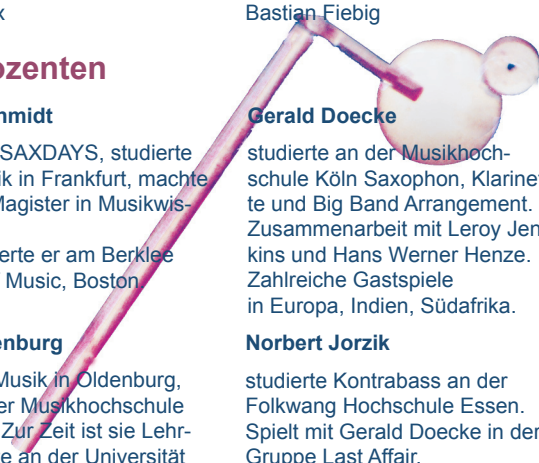 x
ozenten
hmidt
SAXDAYS, studierte
ik in Frankfurt, machte
Magister in Musikwis-
erte er am Berklee
Music, Boston.
enburg
Musik in Oldenburg,
er Musikhochschule
Zur Zeit ist sie Lehr-
e an der Universität
Bastian Fiebig
Gerald Doecke
studierte an der Musikhoch-
schule Köln Saxophon, Klarinet
te und Big Band Arrangement.
Zusammenarbeit mit Leroy Jen
kins und Hans Werner Henze.
Zahlreiche Gastspiele
in Europa, Indien, Südafrika.
Norbert Jorzik
studierte Kontrabass an der
Folkwang Hochschule Essen.
Spielt mit Gerald Doecke in der
Gruppe Last Affair.